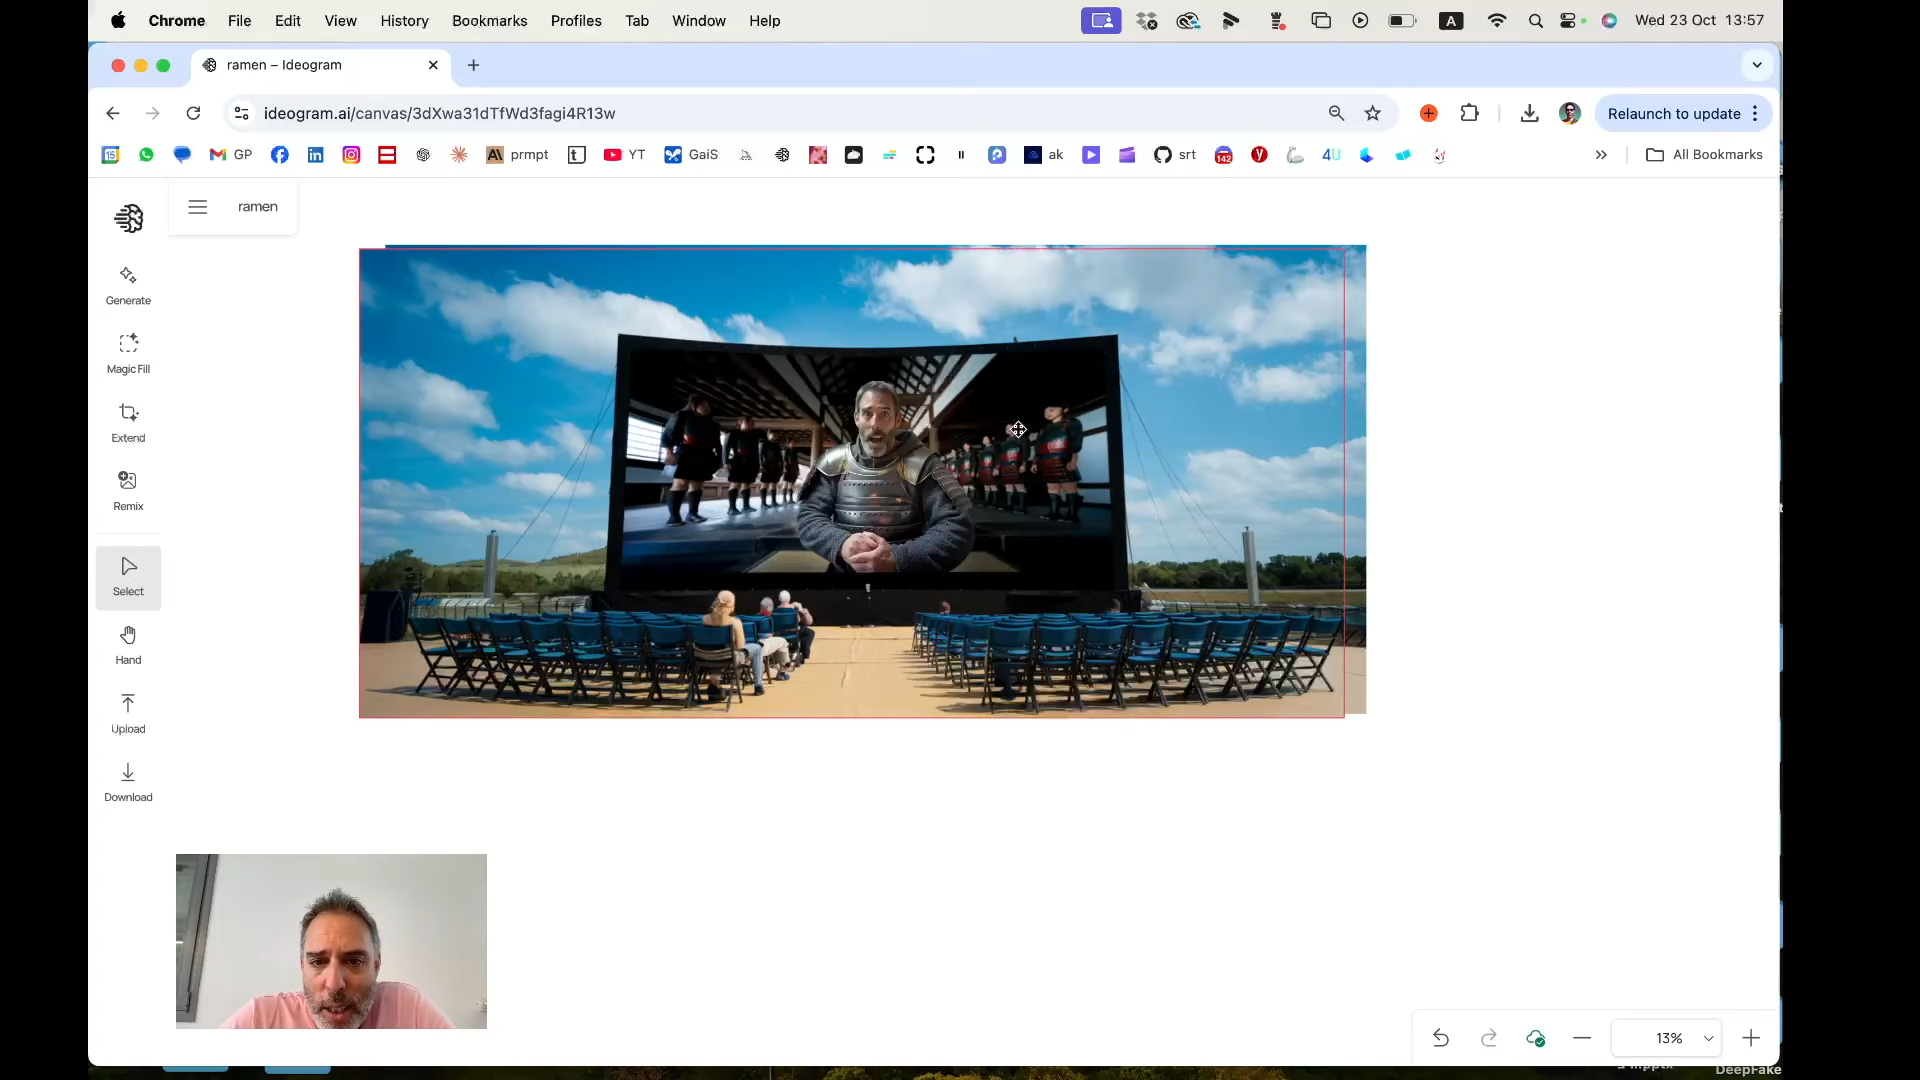 Chrome File Edit View History Bookmarks Profiles Tab Window Help A Wed 23 Oct 13:57
ramen – Ideogram
ideogram.ai/canvas/3dXwa31dTfWd3fagi4R13w Relaunch to update
15 GP prmpt t YT GaiS ak srt 142 y 4U All Bookmarks
ramen
Generate
Magic Fill
Extend
Remix
Select
Hand
Upload
Download
13%
DeepFake